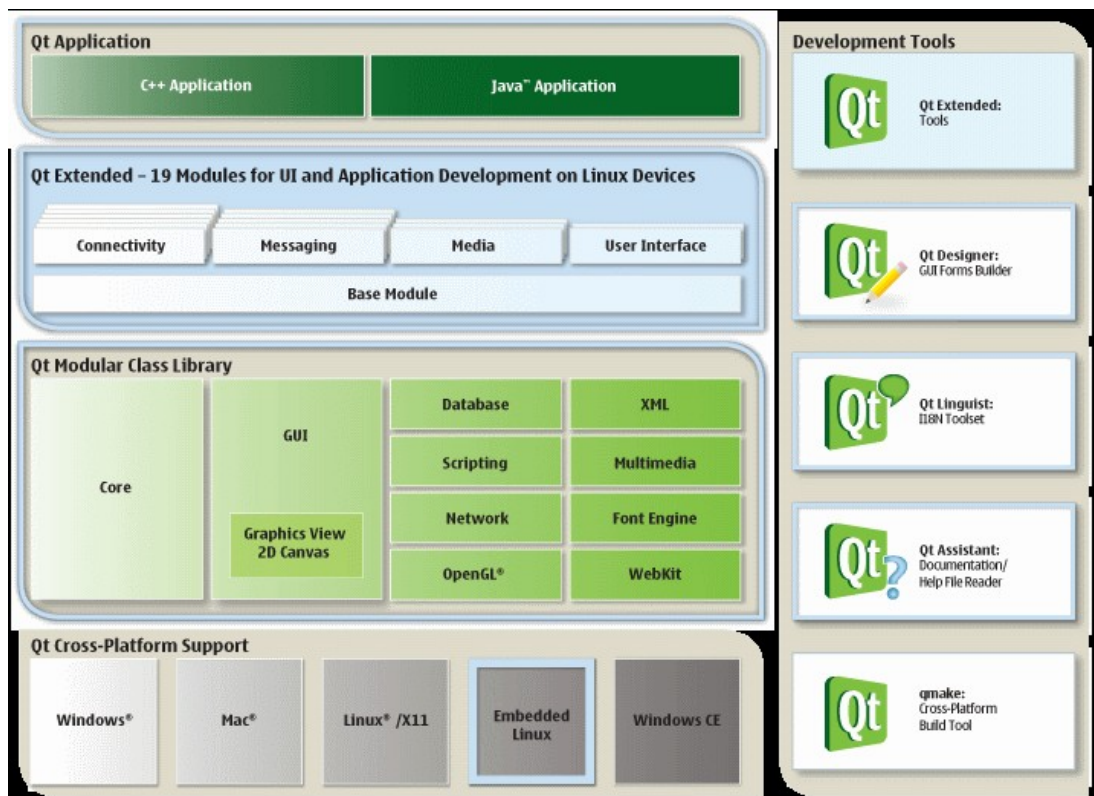 Qt Application
C++ Application
Java™ Application
Qt Extended – 19 Modules for UI and Application Development on Linux Devices
Connectivity
Messaging
Media
User Interface
Base Module
Qt Modular Class Library
Core
GUI
Graphics View
2D Canvas
Database
XML
Scripting
Multimedia
Network
Font Engine
OpenGL®
WebKit
Qt Cross-Platform Support
Windows®
Mac®
Linux® /X11
Embedded
Linux
Windows CE
Development Tools
Qt
Qt Extended:
Tools
Qt
Qt Designer:
GUI Forms Builder
Qt
Qt Linguist:
I18N Toolset
Qt
?
Qt Assistant:
Documentation/
Help File Reader
Qt
qmake:
Cross-Platform
Build Tool